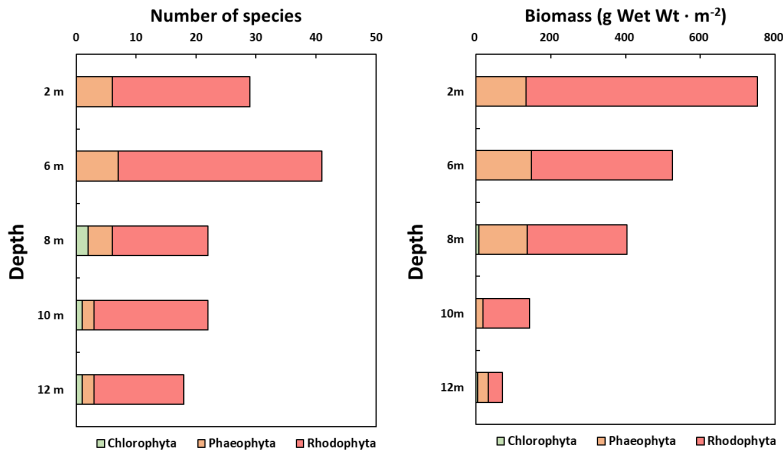 Number of species
0 10 20 30 40 50
2 m
6 m
8 m
10 m
12 m
Depth
Chlorophyta Phaeophyta Rhodophyta
Biomass (g Wet Wt · m⁻²)
0 200 400 600 800
2m
6m
8m
10m
12m
Depth
Chlorophyta Phaeophyta Rhodophyta